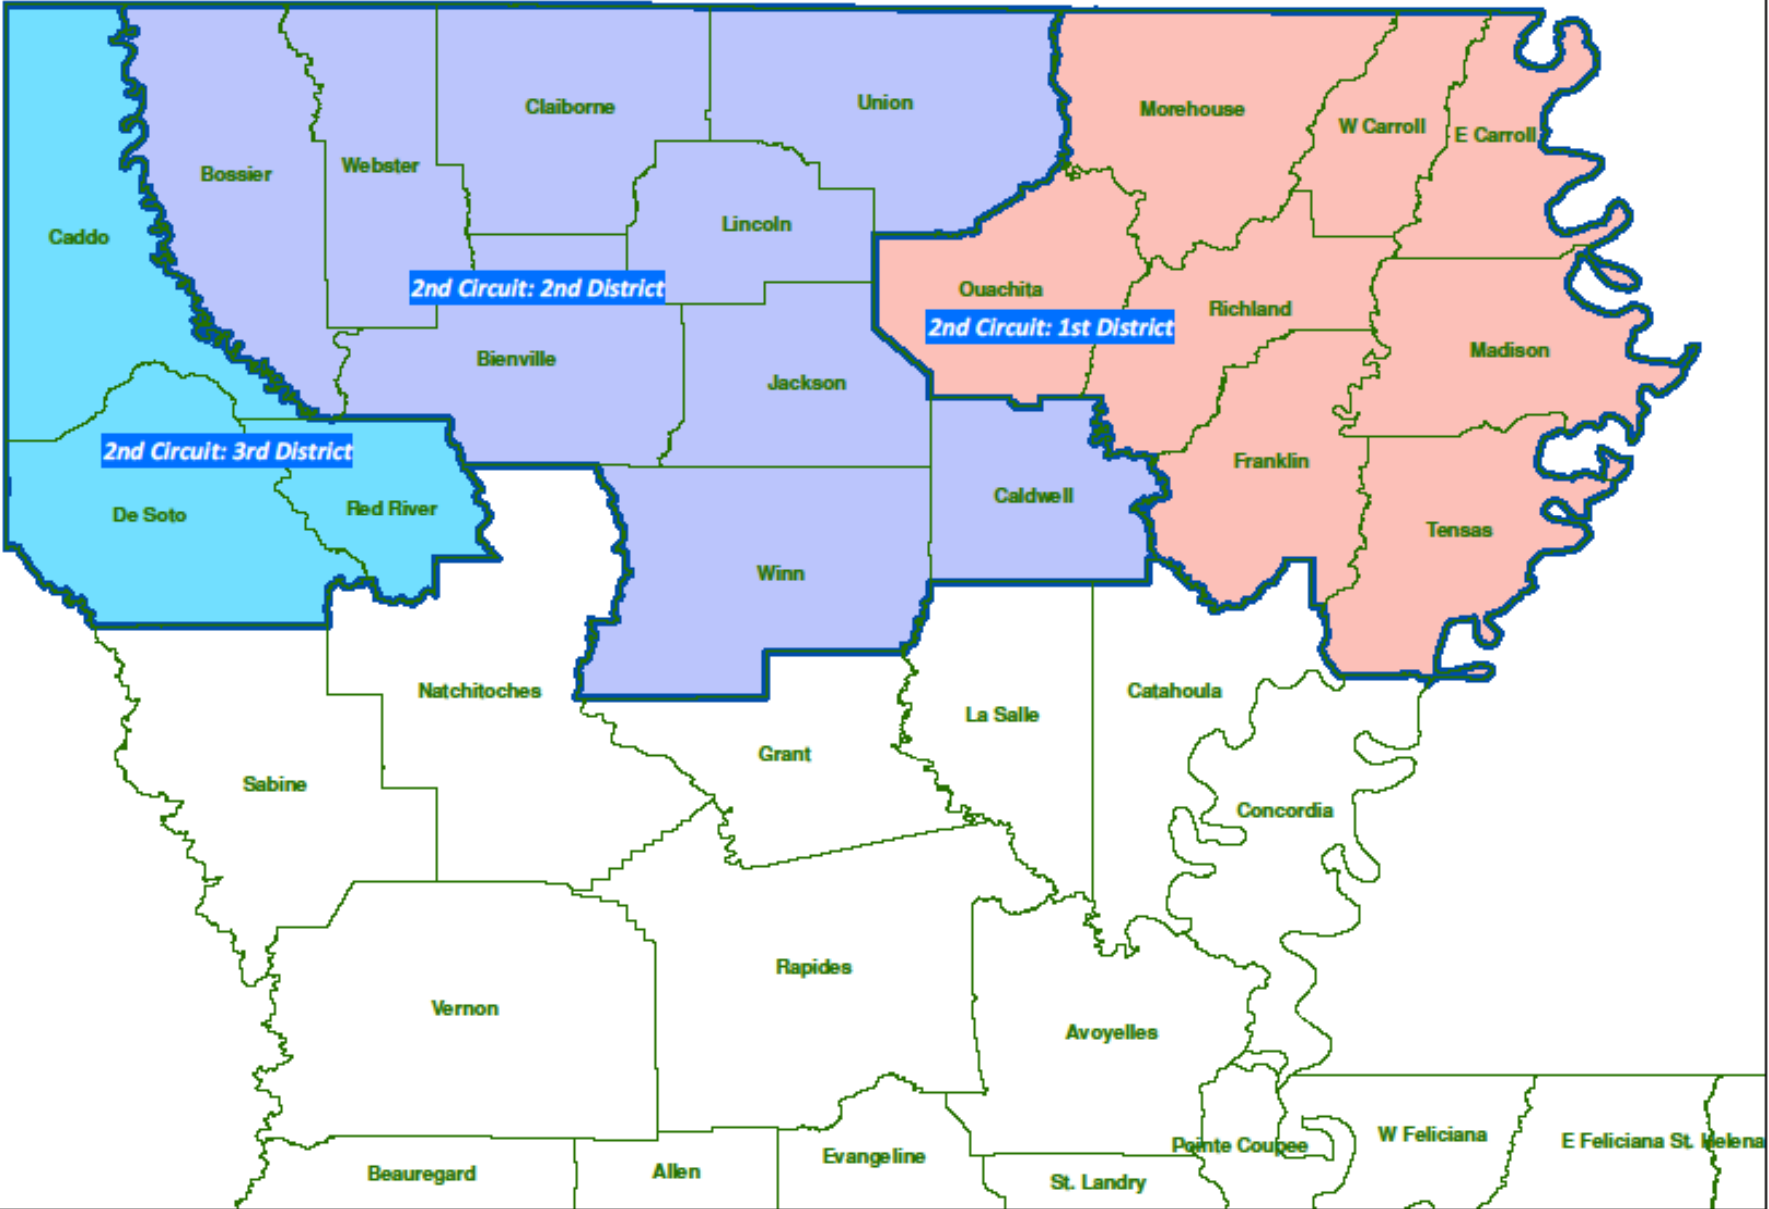 Claiborne
Union
Morehouse
W Carroll
E Carroll
Bossier
Webster
Caddo
Lincoln
2nd Circuit: 2nd District
Ouachita
Richland
2nd Circuit: 1st District
Madison
Bienville
Jackson
2nd Circuit: 3rd District
Franklin
Caldwell
De Soto
Red River
Tensas
Winn
Natchitoches
Catahoula
La Salle
Grant
Sabine
Concordia
Rapides
Vernon
Avoyelles
Pointe Coupee
W Feliciana
E Feliciana
St. Helena
Beauregard
Allen
Evangeline
St. Landry